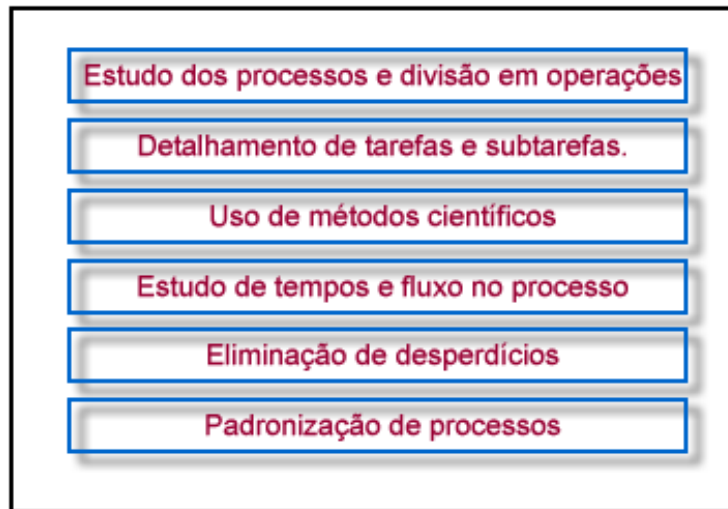 Estudo dos processos e divisão em operações
Detalhamento de tarefas e subtarefas.
Uso de métodos científicos
Estudo de tempos e fluxo no processo
Eliminação de desperdícios
Padronização de processos